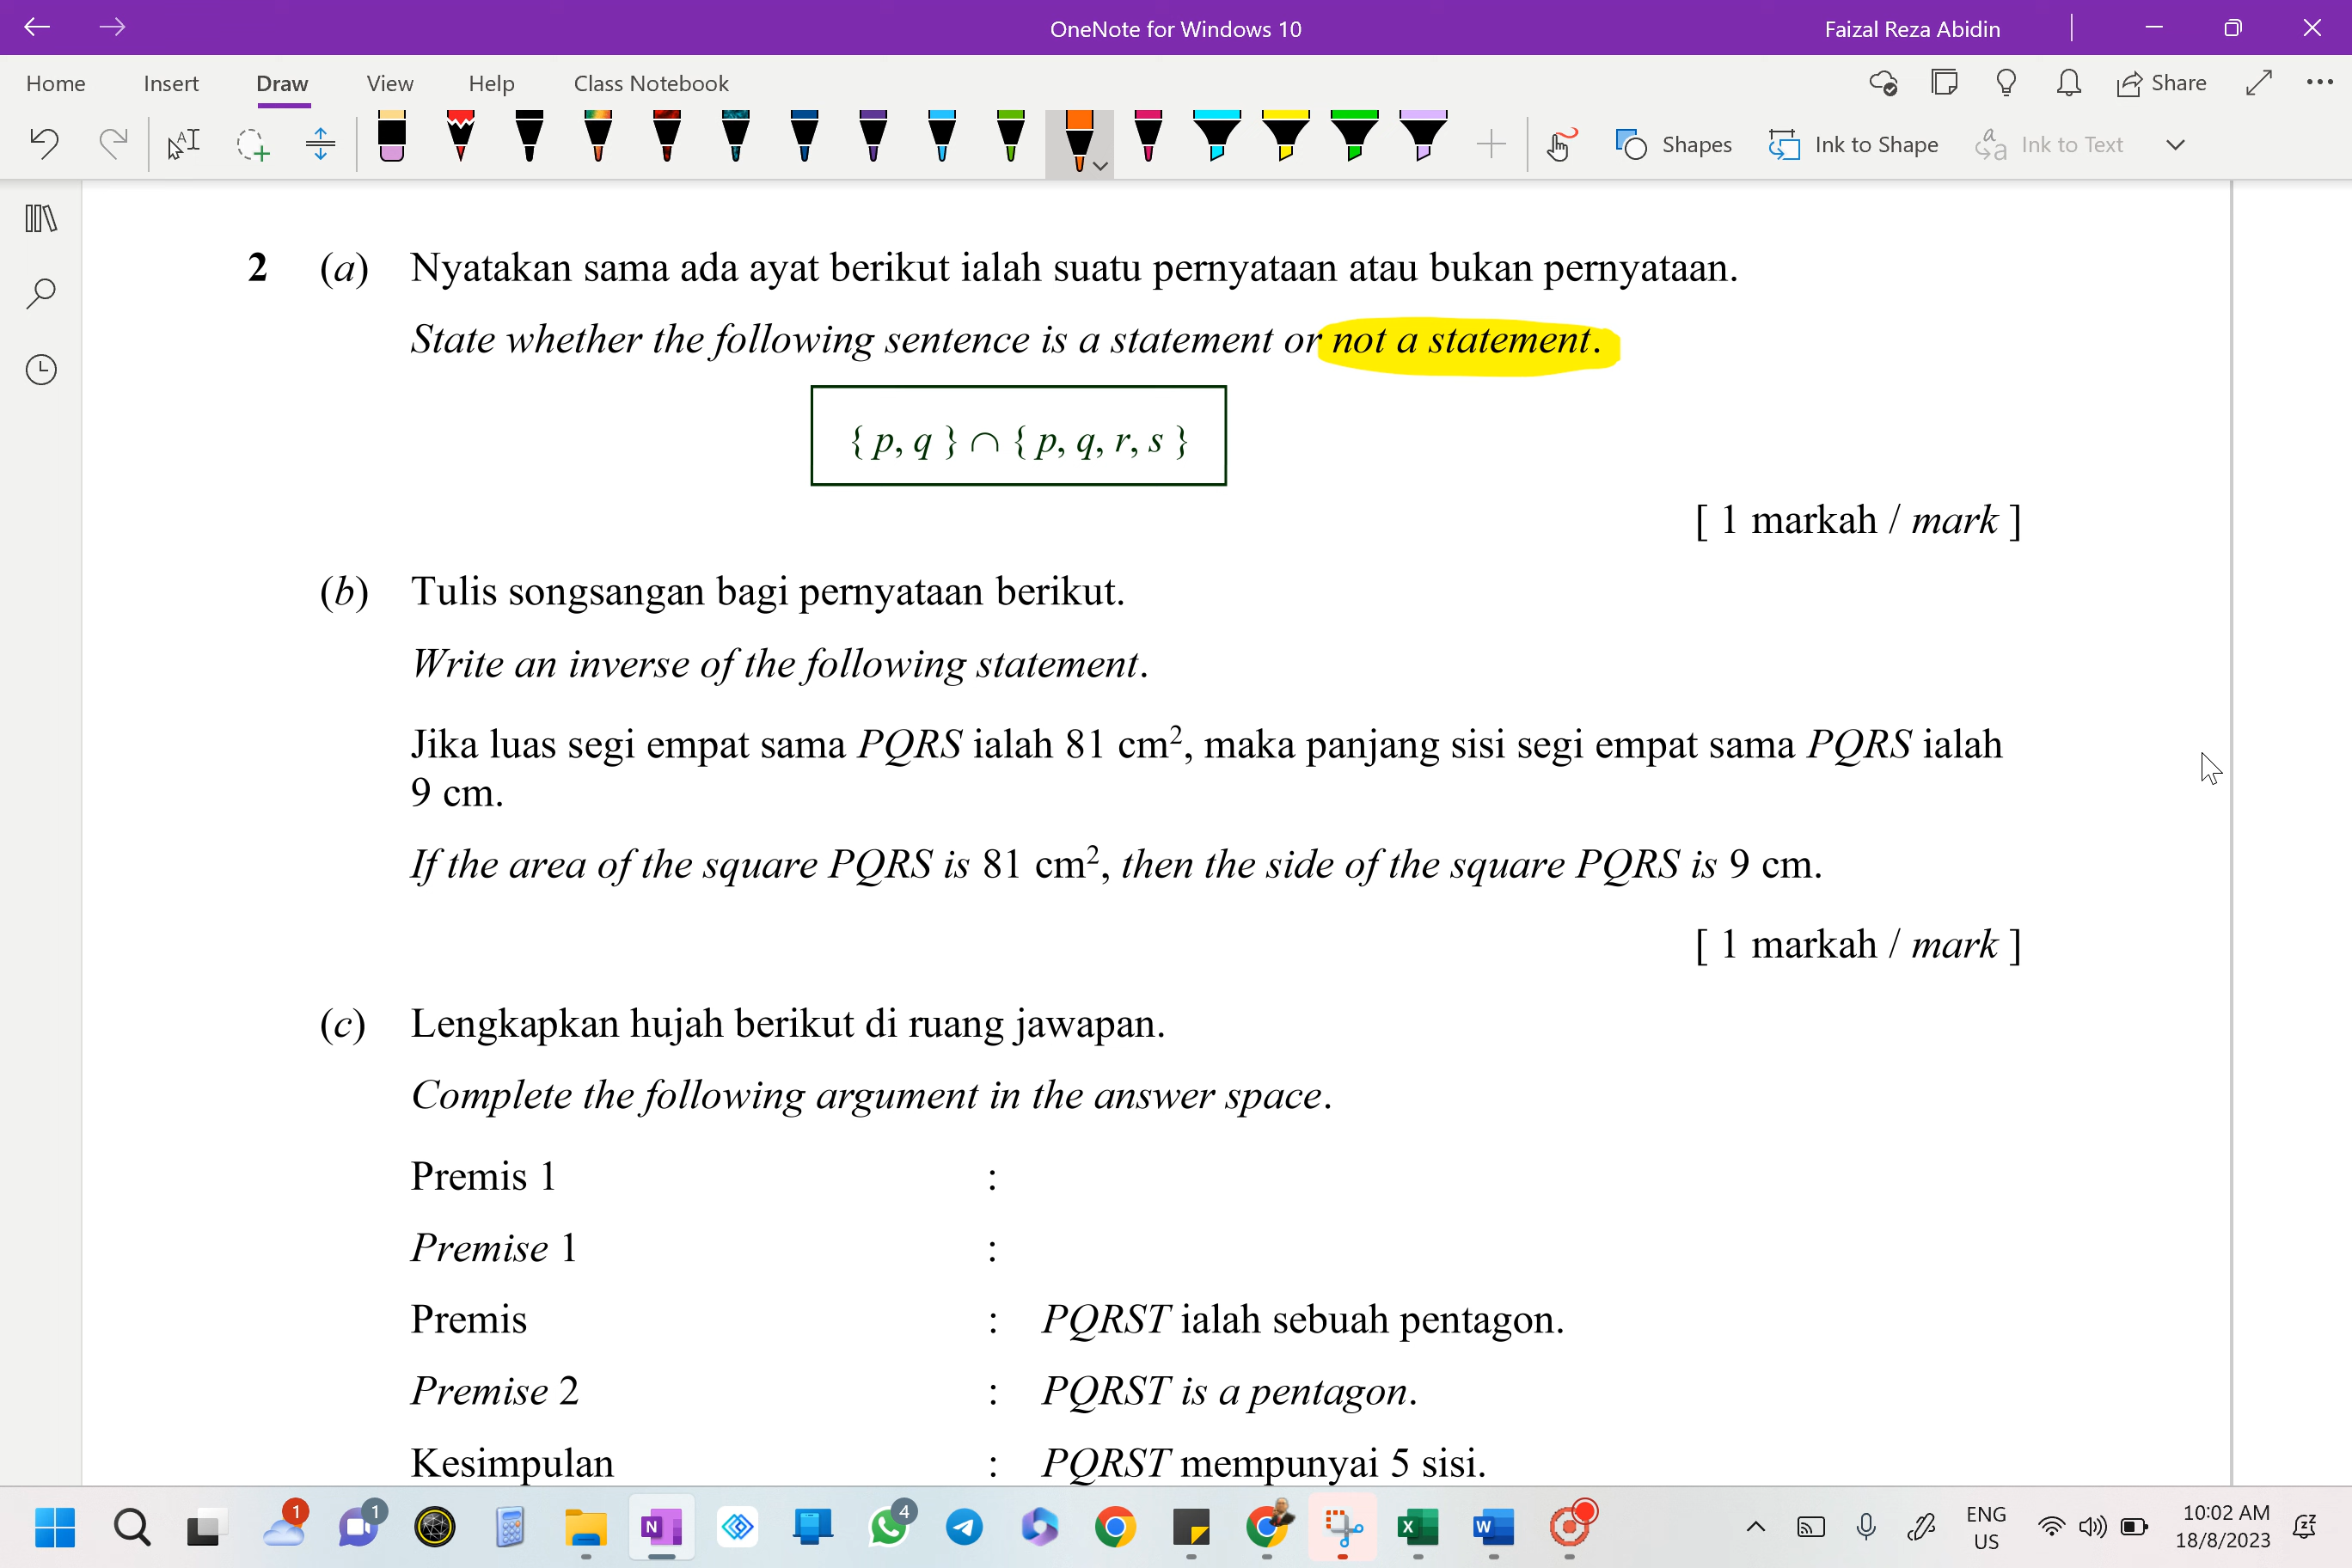 OneNote for Windows 10
Faizal Reza Abidin
Home Insert Draw View Help Class Notebook
Share
Shapes Ink to Shape Ink to Text
2 (a) Nyatakan sama ada ayat berikut ialah suatu pernyataan atau bukan pernyataan.
State whether the following sentence is a statement or not a statement.
{ p, q } ∩ { p, q, r, s }
[ 1 markah / mark ]
(b) Tulis songsangan bagi pernyataan berikut.
Write an inverse of the following statement.
Jika luas segi empat sama PQRS ialah 81 cm², maka panjang sisi segi empat sama PQRS ialah
9 cm.
If the area of the square PQRS is 81 cm², then the side of the square PQRS is 9 cm.
[ 1 markah / mark ]
(c) Lengkapkan hujah berikut di ruang jawapan.
Complete the following argument in the answer space.
Premis 1 :
Premise 1 :
Premis : PQRST ialah sebuah pentagon.
Premise 2 : PQRST is a pentagon.
Kesimpulan : PQRST mempunyai 5 sisi.
1 1 4
ENG
US
10:02 AM
18/8/2023